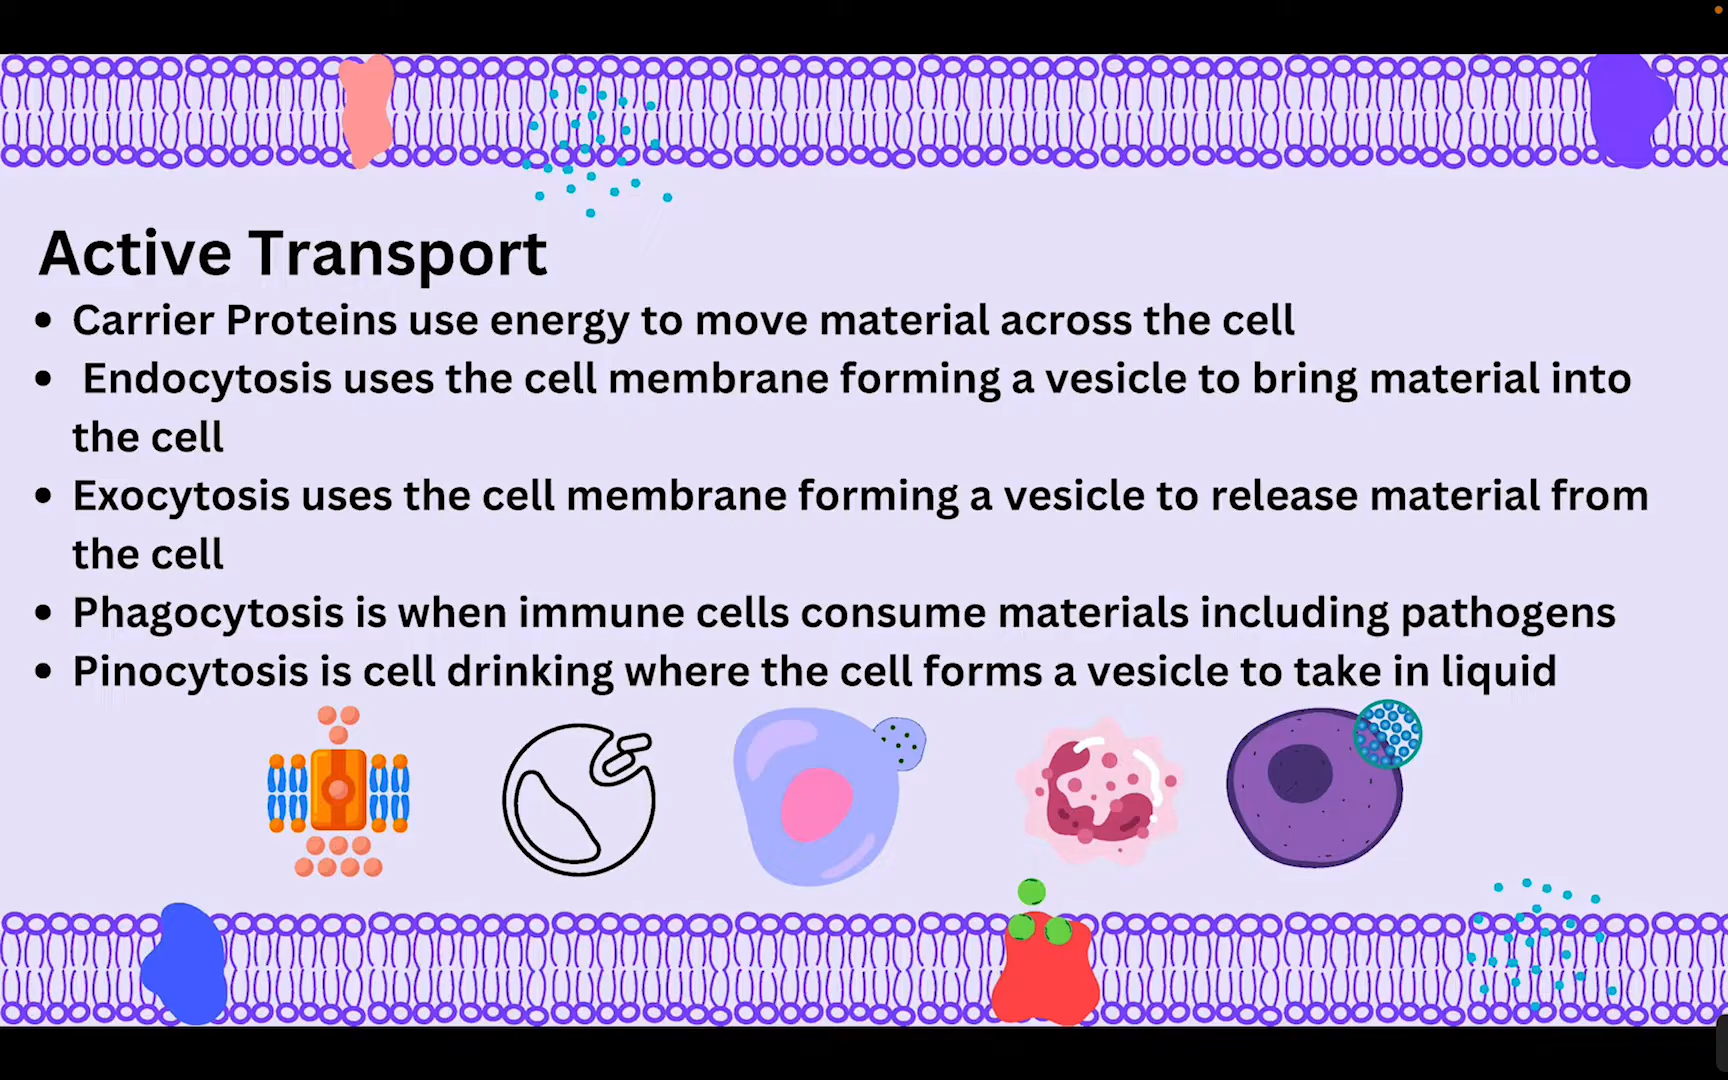 Active Transport
• Carrier Proteins use energy to move material across the cell
• Endocytosis uses the cell membrane forming a vesicle to bring material into
the cell
• Exocytosis uses the cell membrane forming a vesicle to release material from
the cell
• Phagocytosis is when immune cells consume materials including pathogens
• Pinocytosis is cell drinking where the cell forms a vesicle to take in liquid